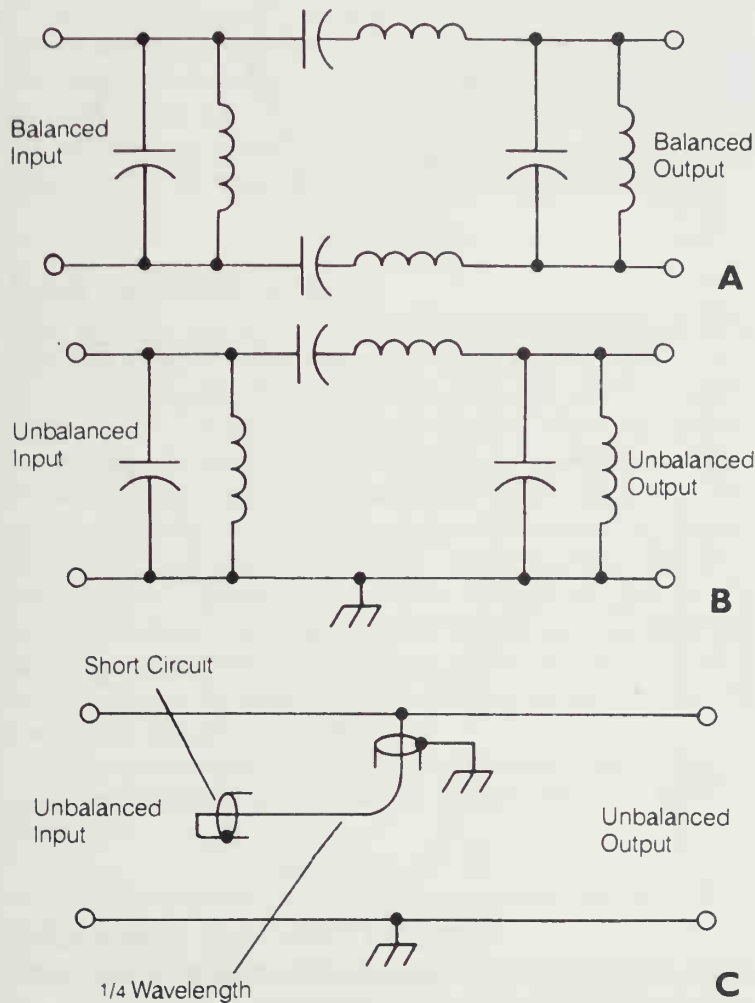 Balanced
Input
Balanced
Output
A
Unbalanced
Input
Unbalanced
Output
B
Short Circuit
Unbalanced
Input
Unbalanced
Output
1/4 Wavelength
C